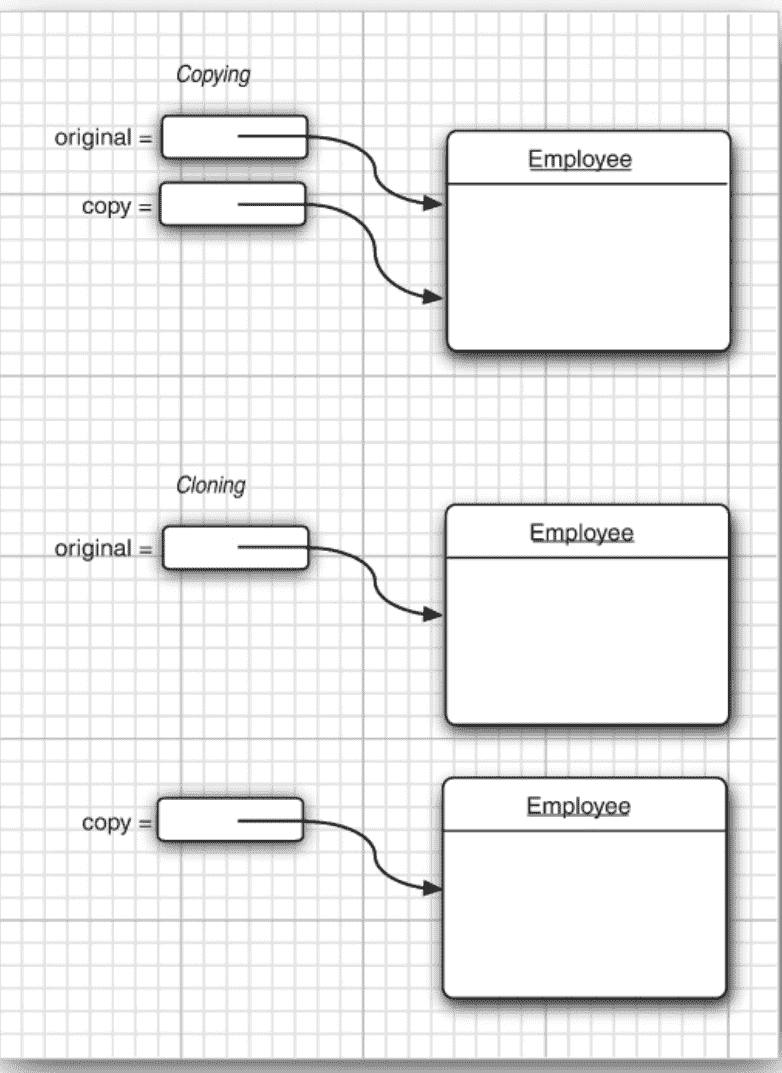 Copying
original =
Employee
copy =
Cloning
original =
Employee
copy =
Employee